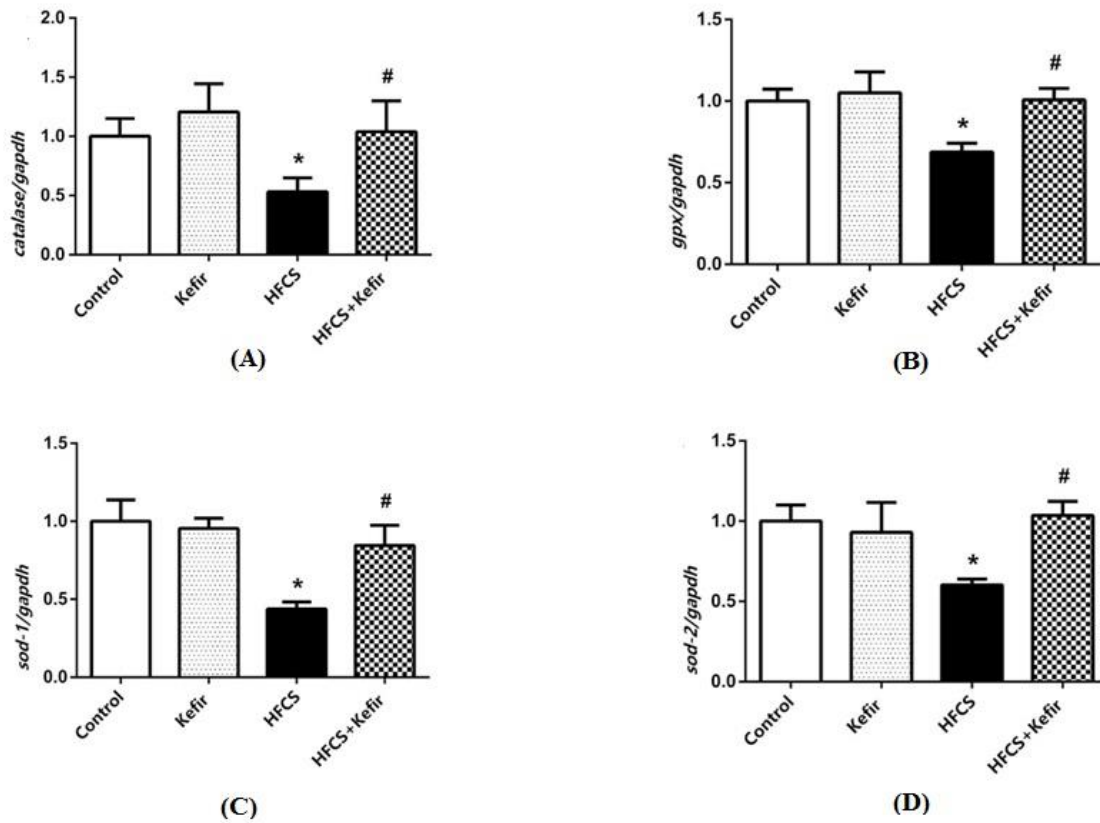 2.0
1.5
1.0
0.5
0.0
catalase/gapdh
*
#
Control
Kefir
HFCS
HFCS+Kefir
(A)
1.5
1.0
0.5
0.0
gpx/gapdh
*
#
Control
Kefir
HFCS
HFCS+Kefir
(B)
1.5
1.0
0.5
0.0
sod-1/gapdh
*
#
Control
Kefir
HFCS
HFCS+Kefir
(C)
1.5
1.0
0.5
0.0
sod-2/gapdh
*
#
Control
Kefir
HFCS
HFCS+Kefir
(D)